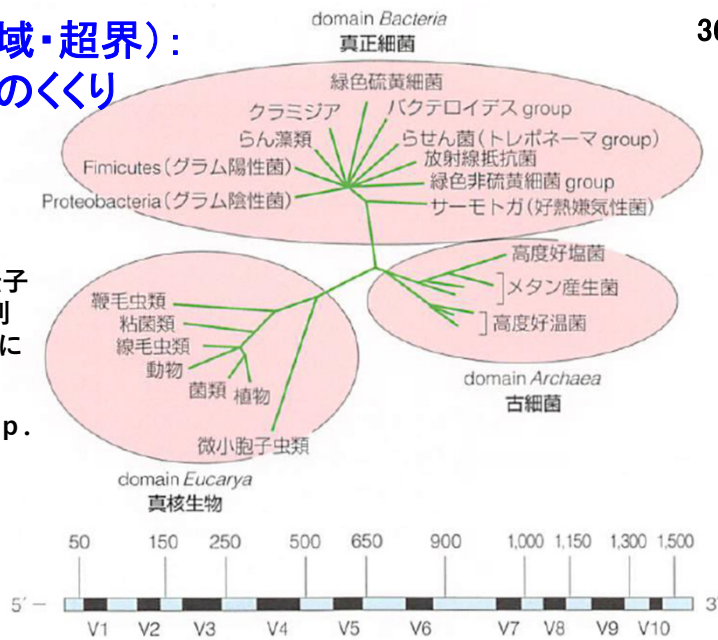 域・超界）：
のくくり
36
domain Bacteria
真正細菌
緑色硫黄細菌
クラミジア
バクテロイデス group
らん藻類
らせん菌（トレポネーマ group）
放射線抵抗菌
Fimicutes（グラム陽性菌）
緑色非硫黄細菌 group
Proteobacteria（グラム陰性菌）
サーモトガ（好熱嫌気性菌）
子
に
p.
高度好塩菌
メタン産生菌
高度好温菌
domain Archaea
古細菌
鞭毛虫類
粘菌類
線毛虫類
動物
菌類
植物
微小胞子虫類
domain Eucarya
真核生物
50 150 250 500 650 900 1,000 1,150 1,300 1,500
5′ 3′
V1 V2 V3 V4 V5 V6 V7 V8 V9 V10